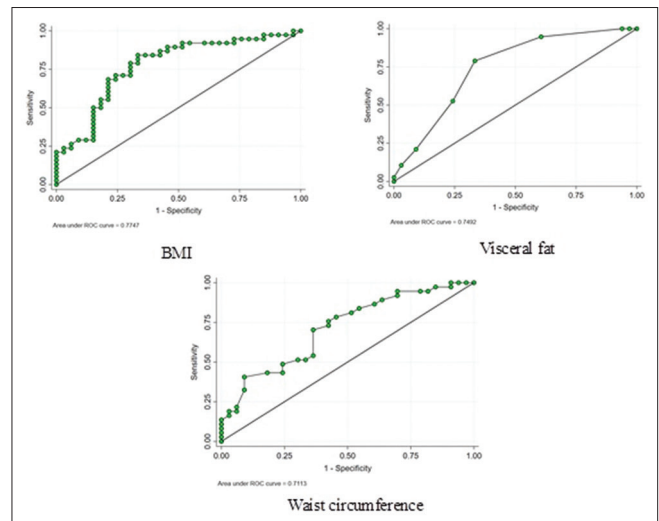 1.00
0.75
0.50
0.25
0.00
Sensitivity
0.00 0.25 0.50 0.75 1.00
1 - Specificity
Area under ROC curve = 0.7747
BMI
1.00
0.75
0.50
0.25
0.00
Sensitivity
0.00 0.25 0.50 0.75 1.00
1 - Specificity
Area under ROC curve = 0.7492
Visceral fat
1.00
0.75
0.50
0.25
0.00
Sensitivity
0.00 0.25 0.50 0.75 1.00
1 - Specificity
Area under ROC curve = 0.7113
Waist circumference